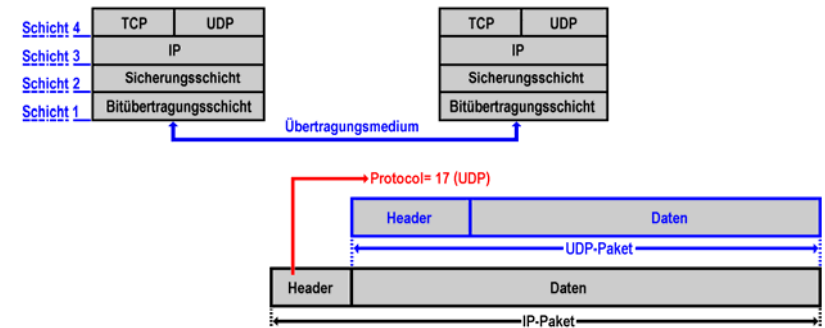 Schicht 4 TCP UDP TCP UDP
Schicht 3 IP IP
Schicht 2 Sicherungsschicht Sicherungsschicht
Schicht 1 Bitübertragungsschicht Bitübertragungsschicht
Übertragungsmedium
Protocol= 17 (UDP)
Header Daten
UDP-Paket
Header Daten
IP-Paket